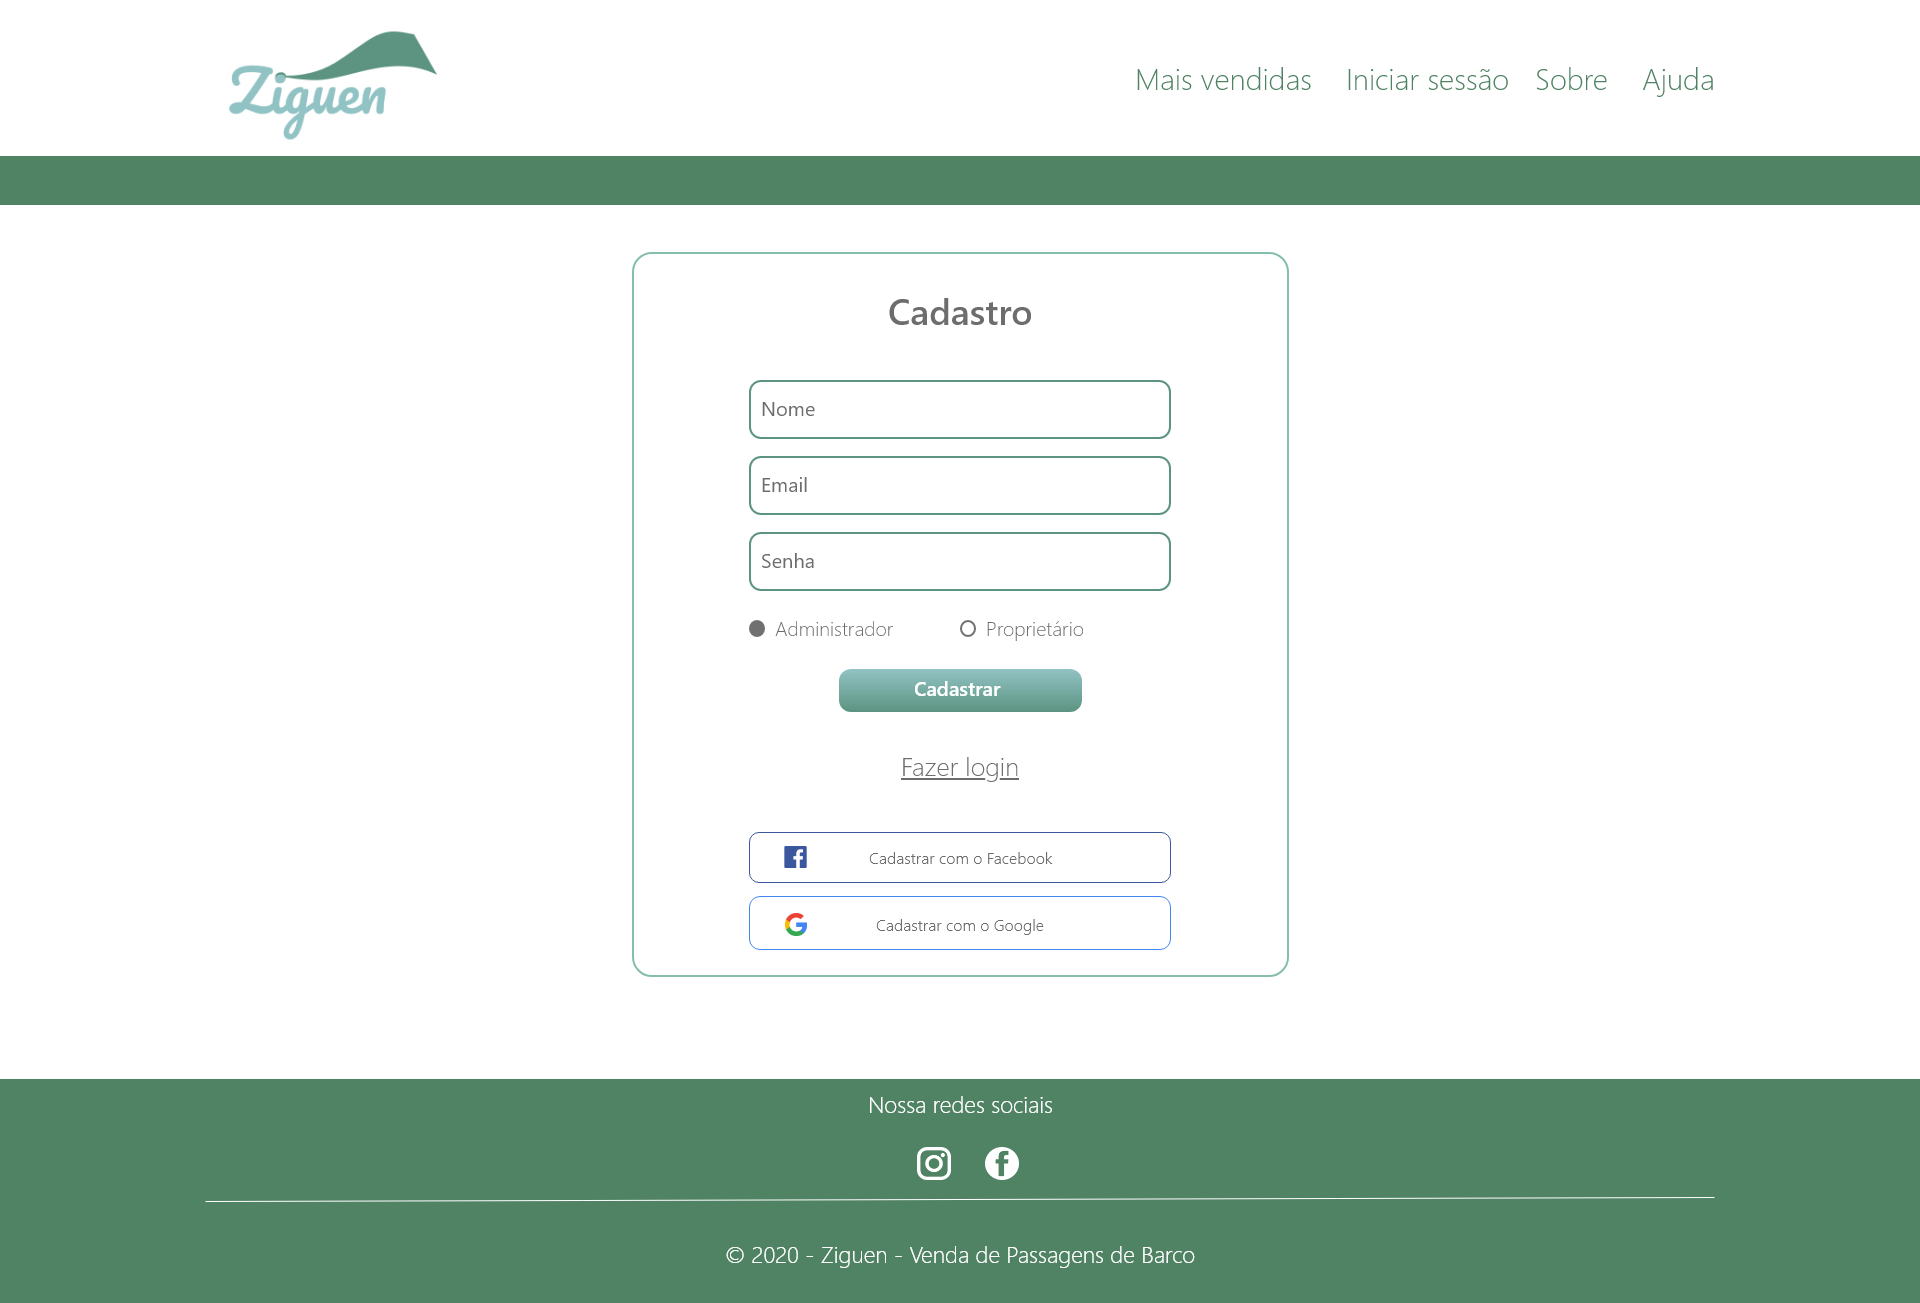 Ziguen
Mais vendidas Iniciar sessão Sobre Ajuda
Cadastro
Nome
Email
Senha
Administrador Proprietário
Cadastrar
Fazer login
Cadastrar com o Facebook
Cadastrar com o Google
Nossa redes sociais
© 2020 - Ziguen - Venda de Passagens de Barco